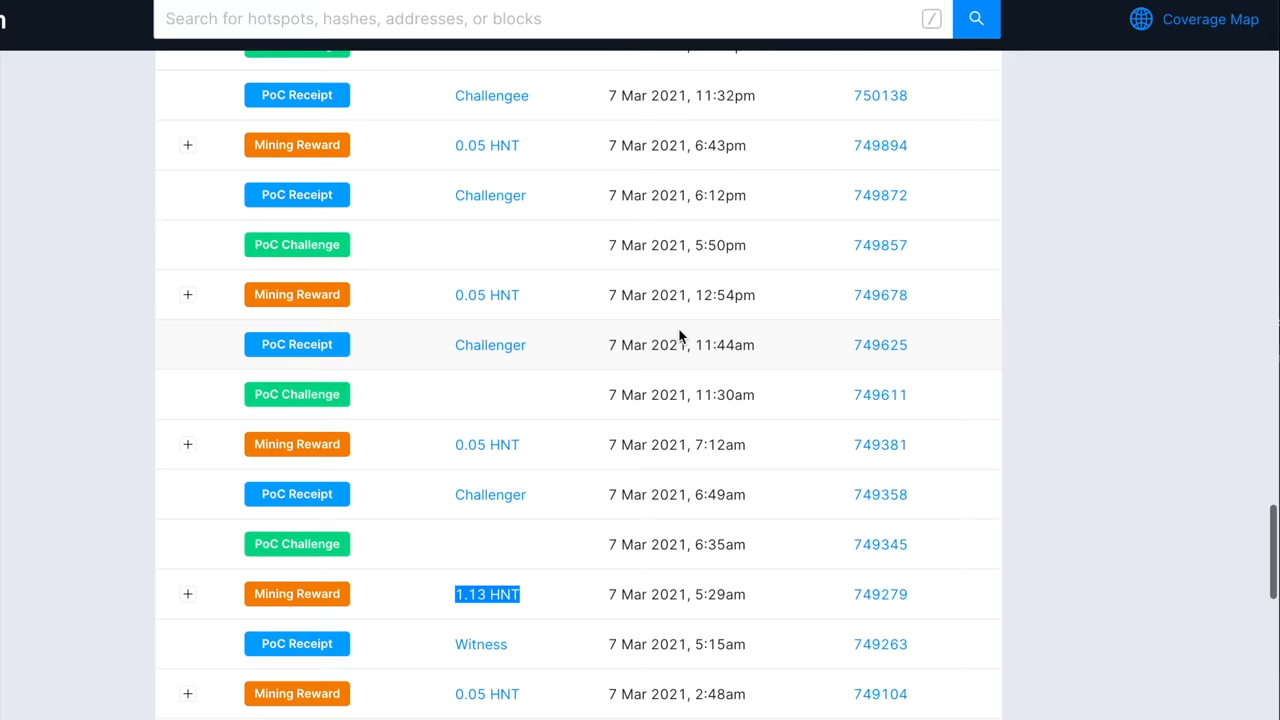 Search for hotspots, hashes, addresses, or blocks /
Coverage Map
PoC Receipt Challengee 7 Mar 2021, 11:32pm 750138
+ Mining Reward 0.05 HNT 7 Mar 2021, 6:43pm 749894
PoC Receipt Challenger 7 Mar 2021, 6:12pm 749872
PoC Challenge 7 Mar 2021, 5:50pm 749857
+ Mining Reward 0.05 HNT 7 Mar 2021, 12:54pm 749678
PoC Receipt Challenger 7 Mar 2021, 11:44am 749625
PoC Challenge 7 Mar 2021, 11:30am 749611
+ Mining Reward 0.05 HNT 7 Mar 2021, 7:12am 749381
PoC Receipt Challenger 7 Mar 2021, 6:49am 749358
PoC Challenge 7 Mar 2021, 6:35am 749345
+ Mining Reward 1.13 HNT 7 Mar 2021, 5:29am 749279
PoC Receipt Witness 7 Mar 2021, 5:15am 749263
+ Mining Reward 0.05 HNT 7 Mar 2021, 2:48am 749104